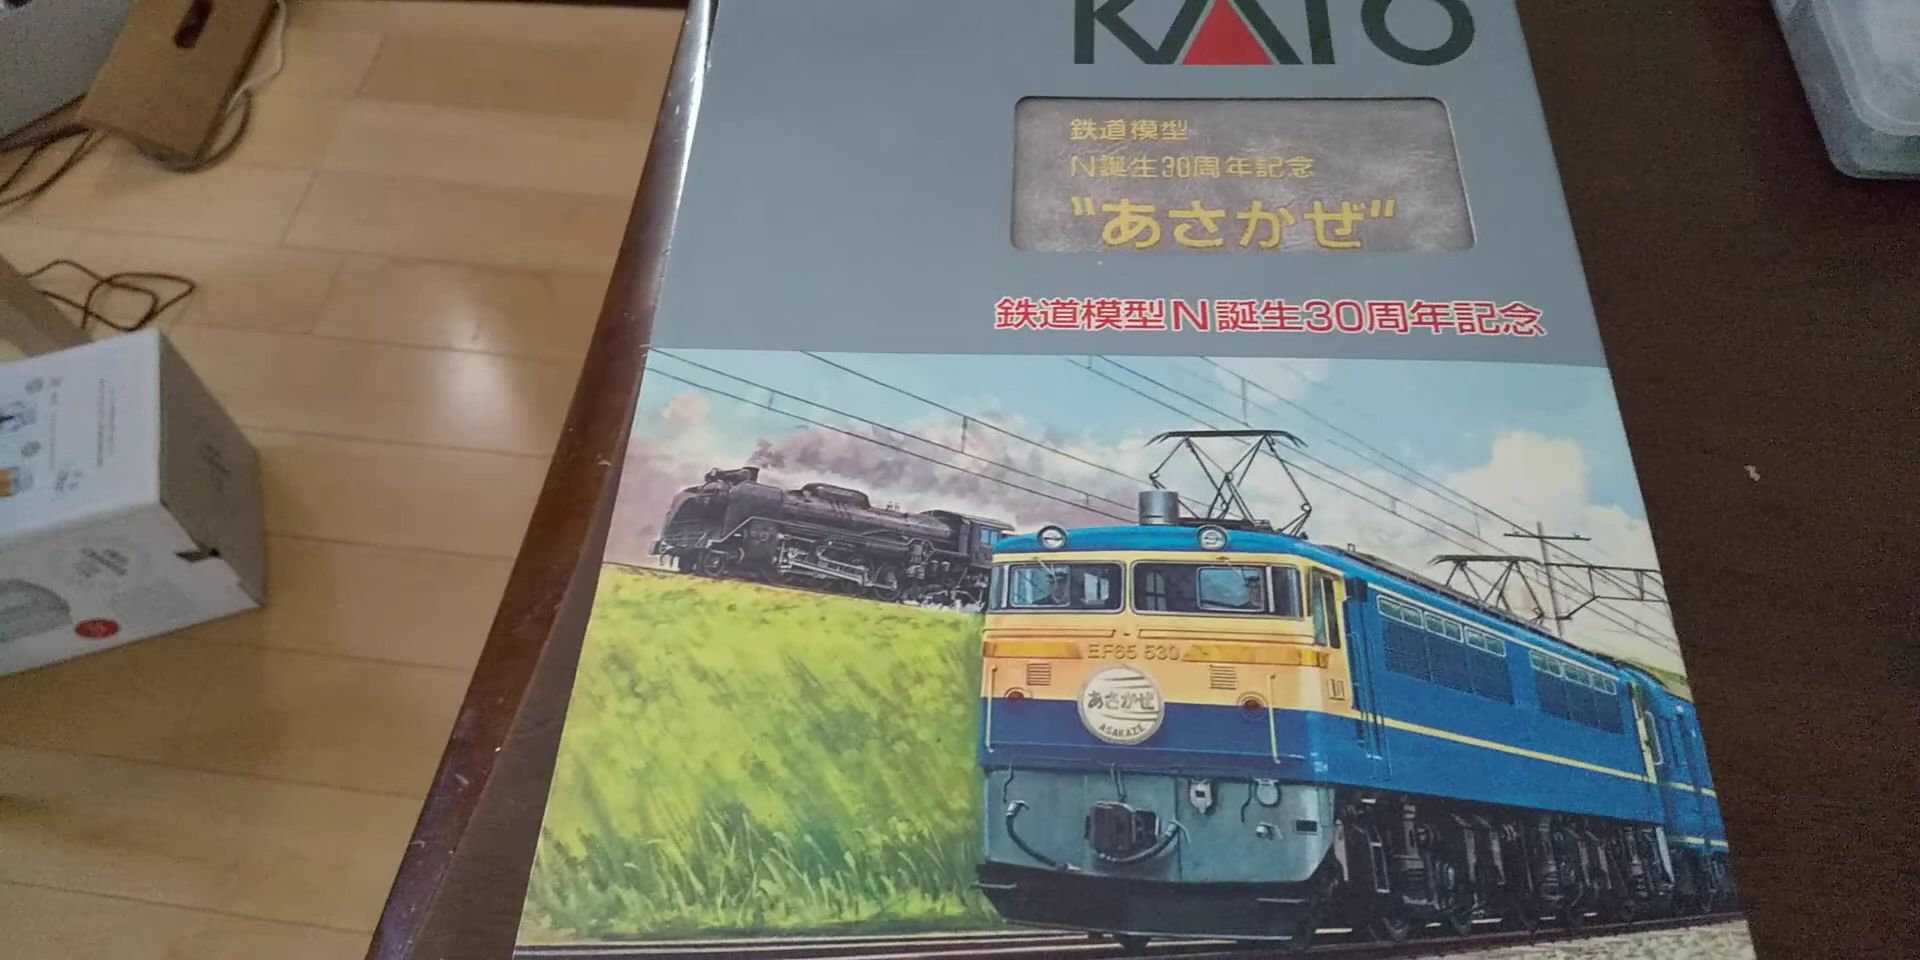 KATO
鉄道模型
N誕生30周年記念
"あさかぜ"
鉄道模型N誕生30周年記念
EF65 530
あさかぜ
ASAKAZE